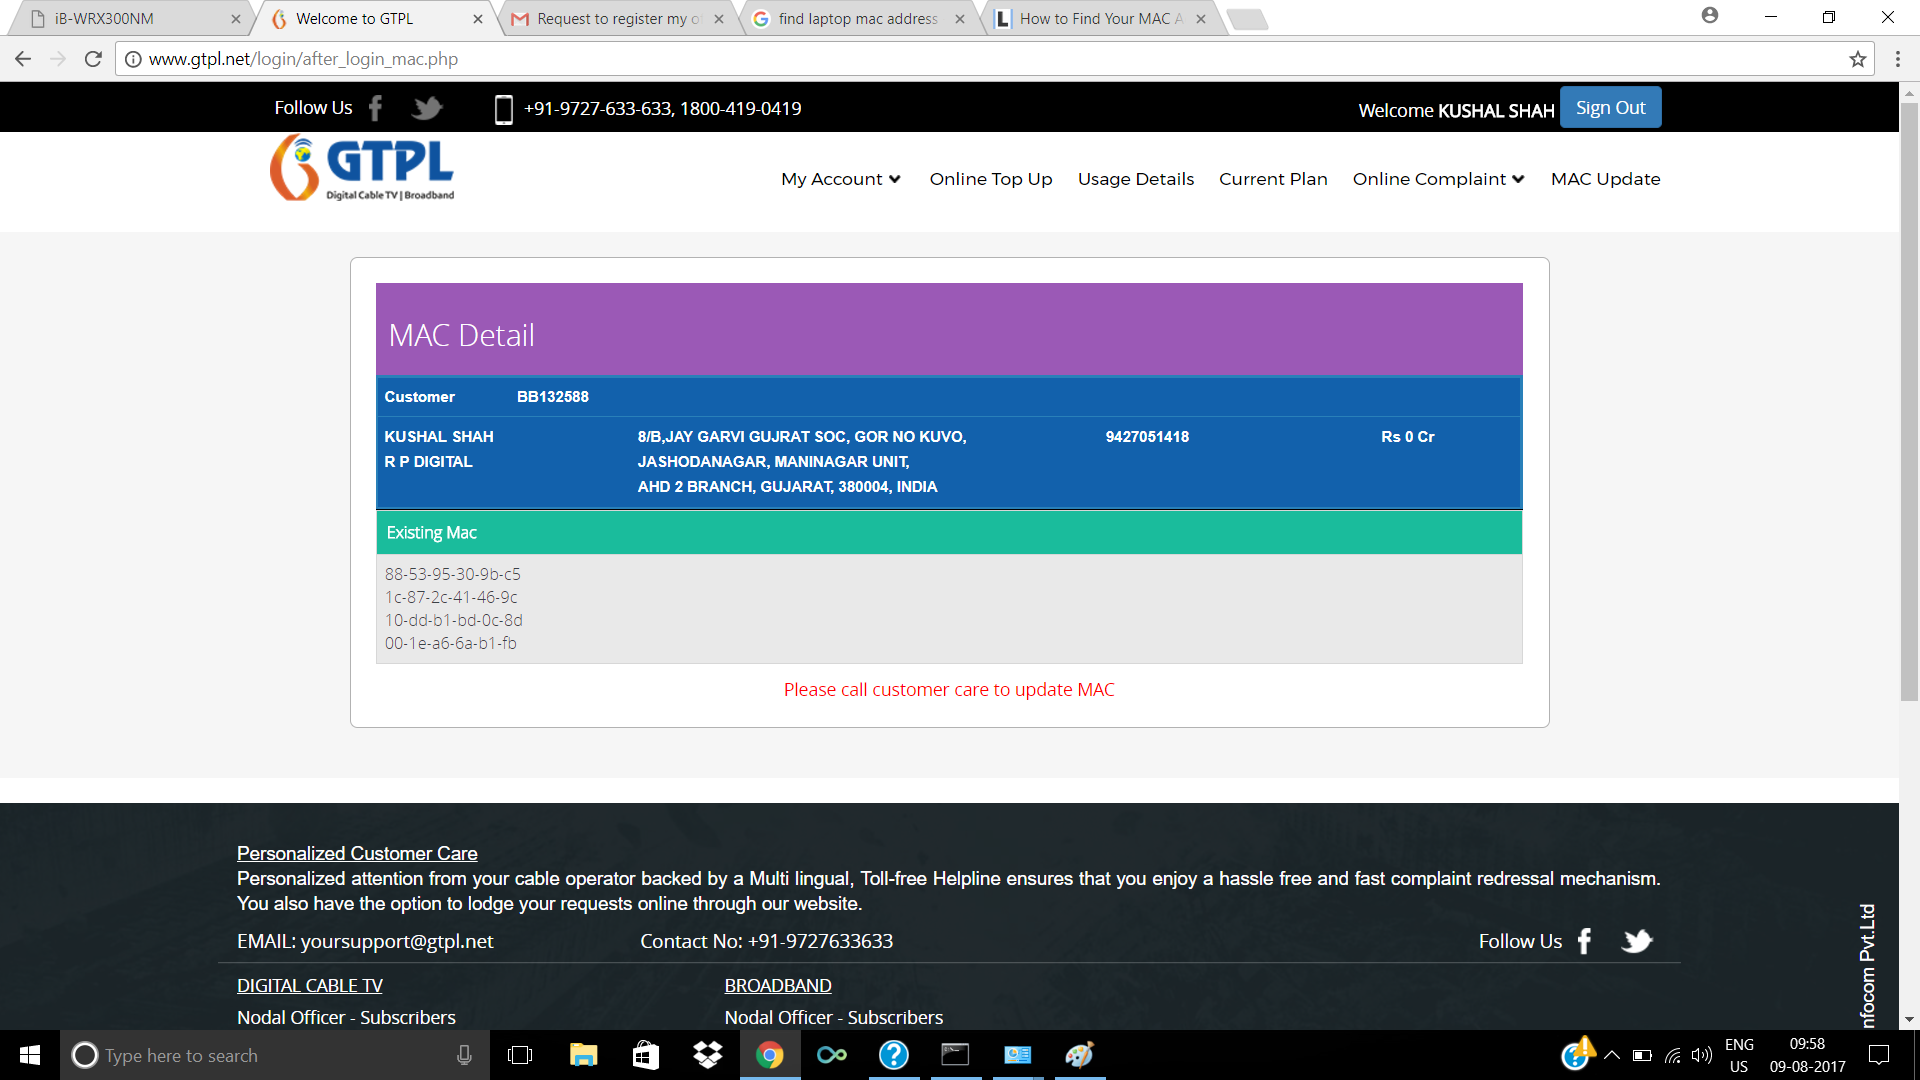 iB-WRX300NM
Welcome to GTPL
Request to register my o
find laptop mac address
How to Find Your MAC A
www.gtpl.net/login/after_login_mac.php
Follow Us
+91-9727-633-633, 1800-419-0419
Welcome KUSHAL SHAH
Sign Out
GTPL
Digital Cable TV | Broadband
My Account
Online Top Up
Usage Details
Current Plan
Online Complaint
MAC Update
MAC Detail
Customer BB132588
KUSHAL SHAH 8/B,JAY GARVI GUJRAT SOC, GOR NO KUVO, 9427051418 Rs 0 Cr
R P DIGITAL JASHODANAGAR, MANINAGAR UNIT,
AHD 2 BRANCH, GUJARAT, 380004, INDIA
Existing Mac
88-53-95-30-9b-c5
1c-87-2c-41-46-9c
10-dd-b1-bd-0c-8d
00-1e-a6-6a-b1-fb
Please call customer care to update MAC
Personalized Customer Care
Personalized attention from your cable operator backed by a Multi lingual, Toll-free Helpline ensures that you enjoy a hassle free and fast complaint redressal mechanism.
You also have the option to lodge your requests online through our website.
EMAIL: yoursupport@gtpl.net
Contact No: +91-9727633633
Follow Us
DIGITAL CABLE TV
BROADBAND
Nodal Officer - Subscribers
Nodal Officer - Subscribers
nfocom Pvt.Ltd
Type here to search
ENG
US
09:58
09-08-2017